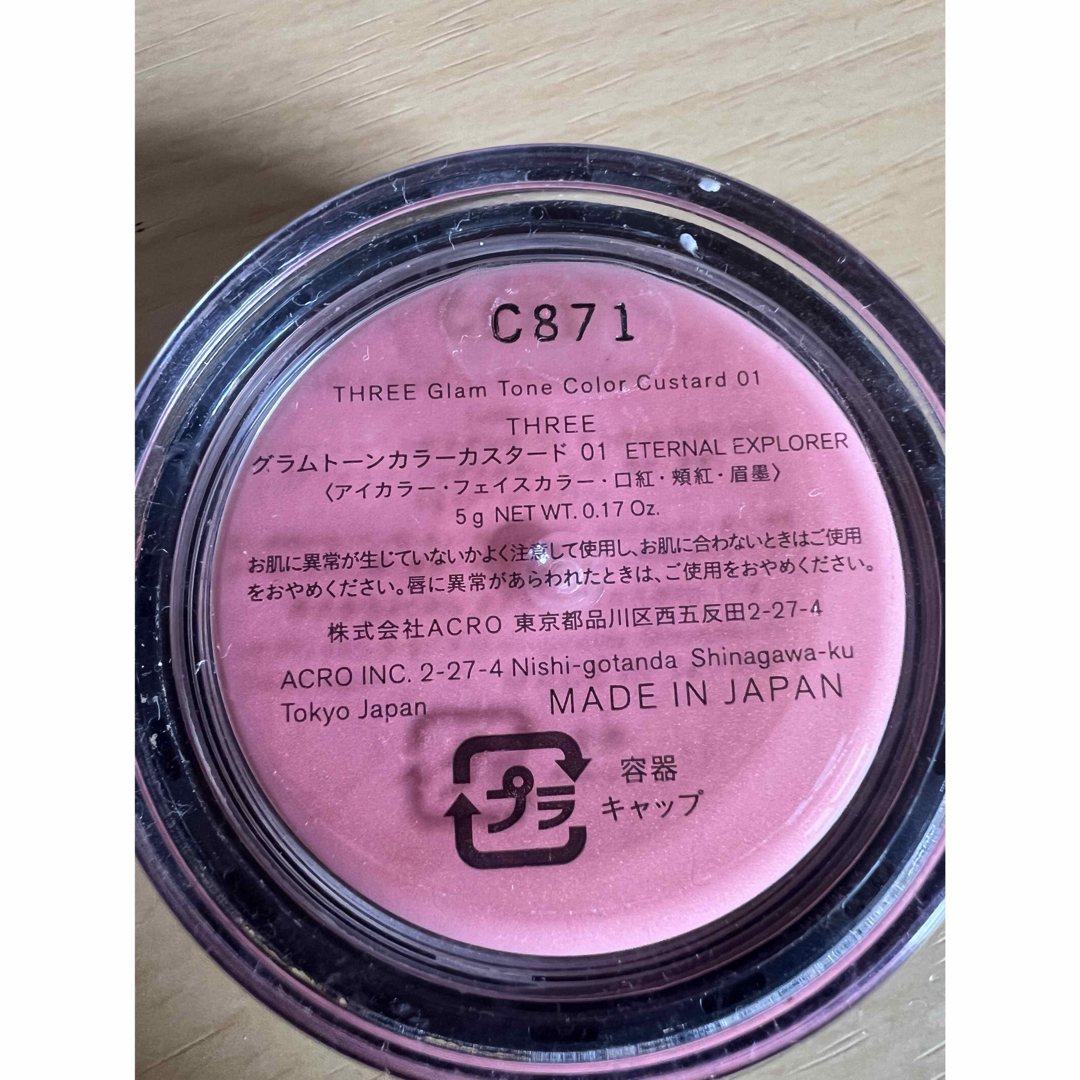 C871
THREE Glam Tone Color Custard 01
THREE
グラムトーンカラーカスタード 01 ETERNAL EXPLORER
〈アイカラー・フェイスカラー・口紅・頬紅・眉墨〉
5g NET WT. 0.17 Oz.
お肌に異常が生じていないかよく注意して使用し、お肌に合わないときはご使用
をおやめください。唇に異常があらわれたときは、ご使用をおやめください。
株式会社ACRO 東京都品川区西五反田2-27-4
ACRO INC. 2-27-4 Nishi-gotanda Shinagawa-ku
Tokyo Japan MADE IN JAPAN
プラ 容器
キャップ